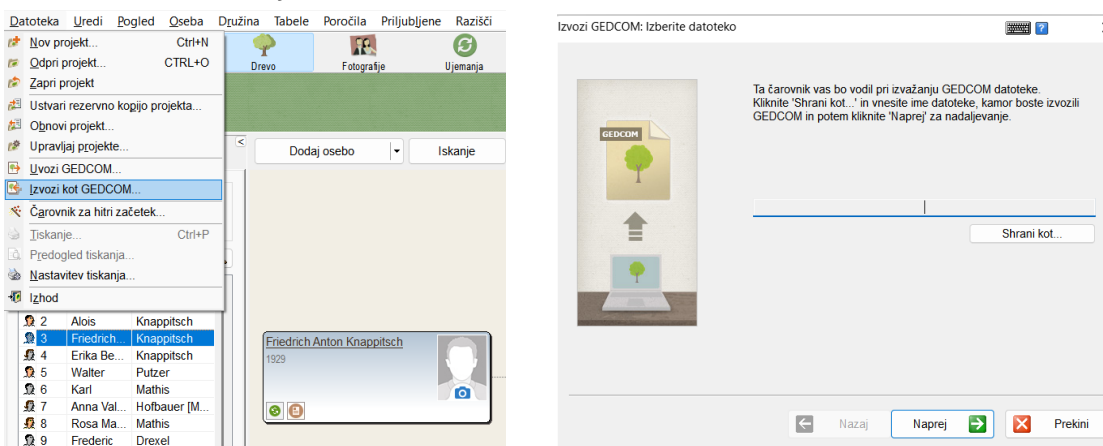 Datoteka Uredi Pogled Oseba Družina Tabele Poročila Priljubljene Razišči
Nov projekt... Ctrl+N
Odpri projekt... CTRL+O
Zapri projekt
Ustvari rezervno kopijo projekta...
Obnovi projekt...
Upravljaj projekte...
Uvozi GEDCOM...
Izvozi kot GEDCOM...
Čarovnik za hitri začetek...
Tiskanje... Ctrl+P
Predogled tiskanja...
Nastavitev tiskanja...
Izhod
Drevo Fotografije Ujemanja
< Dodaj osebo Iskanje
2 Alois Knappitsch
3 Friedrich... Knappitsch
4 Erika Be... Knappitsch
5 Walter Putzer
6 Karl Mathis
7 Anna Val... Hofbauer [M...
8 Rosa Ma... Mathis
9 Frederic Drexel
Friedrich Anton Knappitsch
1929
Izvozi GEDCOM: Izberite datoteko
?
GEDCOM
Ta čarovnik vas bo vodil pri izvažanju GEDCOM datoteke.
Kliknite 'Shrani kot...' in vnesite ime datoteke, kamor boste izvozili
GEDCOM in potem kliknite 'Naprej' za nadaljevanje.
Shrani kot...
Nazaj Naprej Prekini